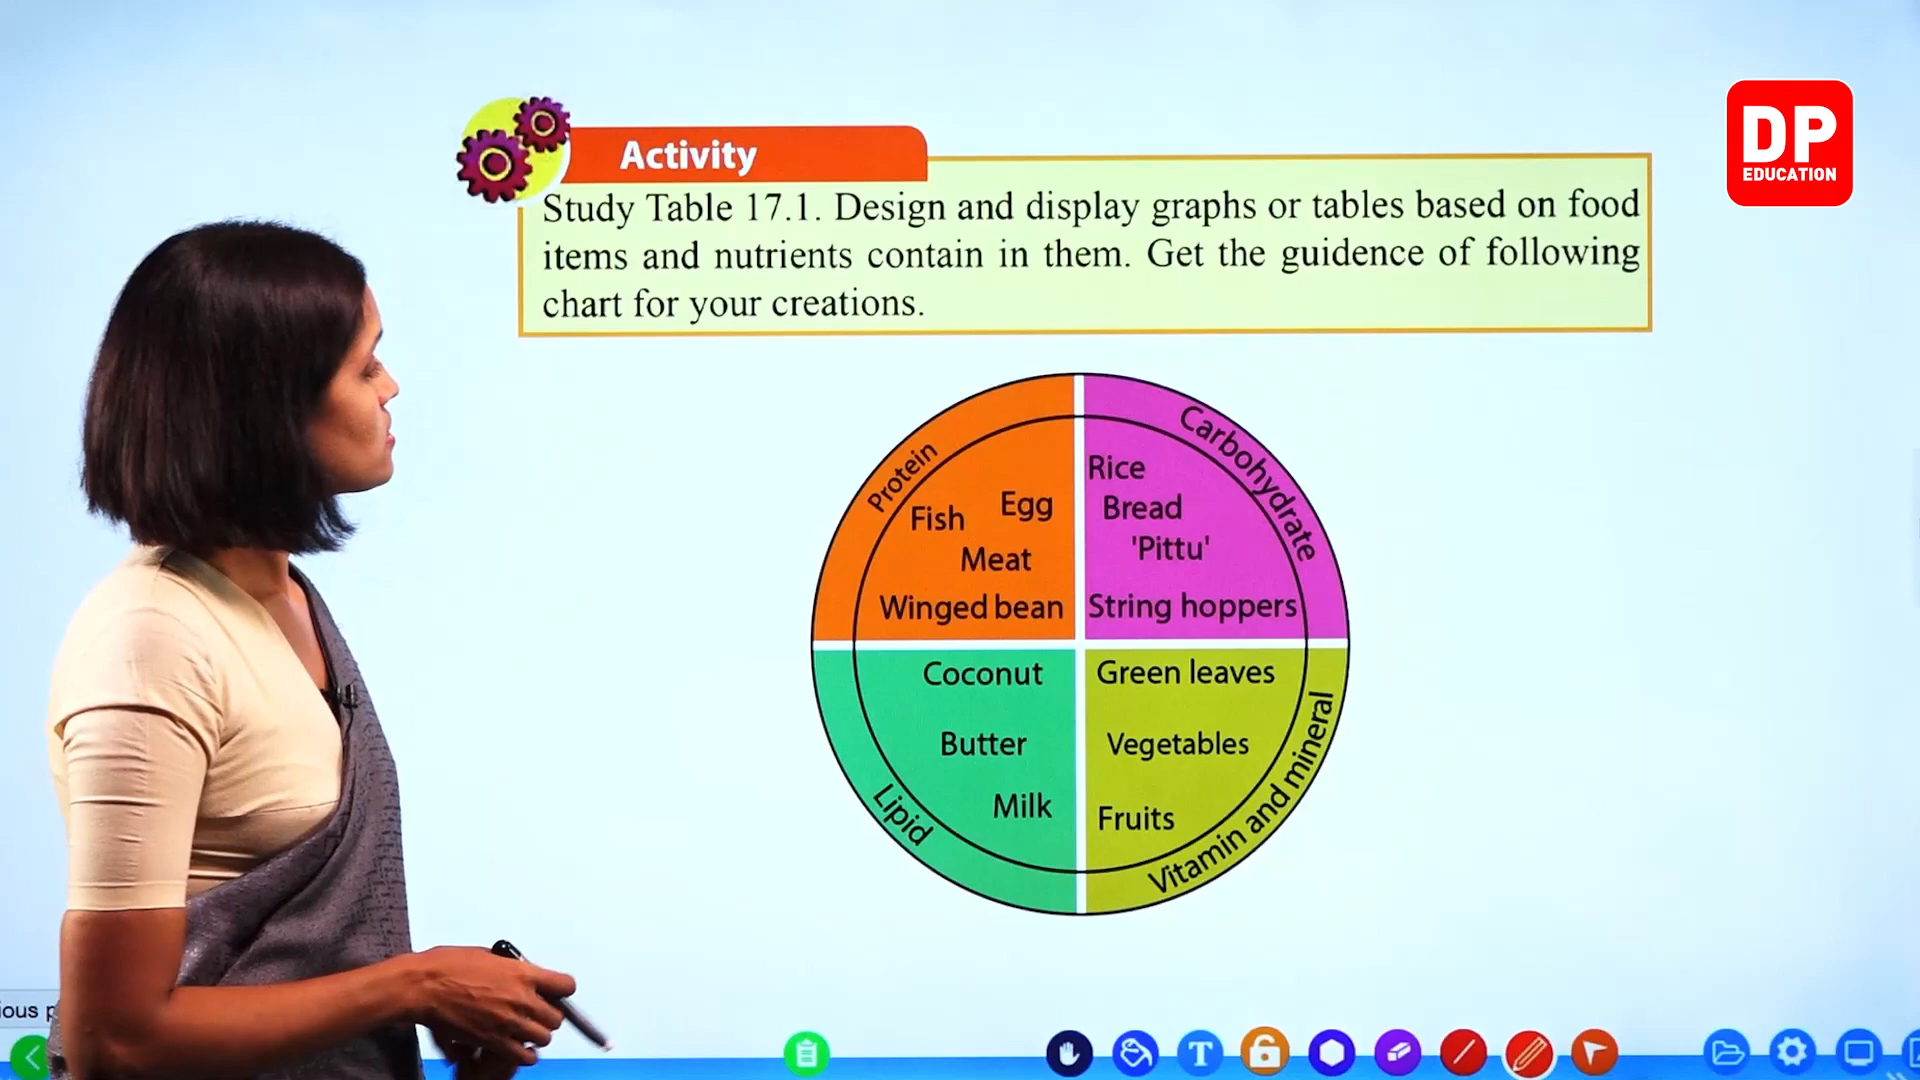 DP
EDUCATION
Activity
Study Table 17.1. Design and display graphs or tables based on food
items and nutrients contain in them. Get the guidence of following
chart for your creations.
Protein
Fish
Egg
Meat
Winged bean
Carbohydrate
Rice
Bread
'Pittu'
String hoppers
Lipid
Coconut
Butter
Milk
Green leaves
Vegetables
Fruits
Vitamin and mineral
ious p
T